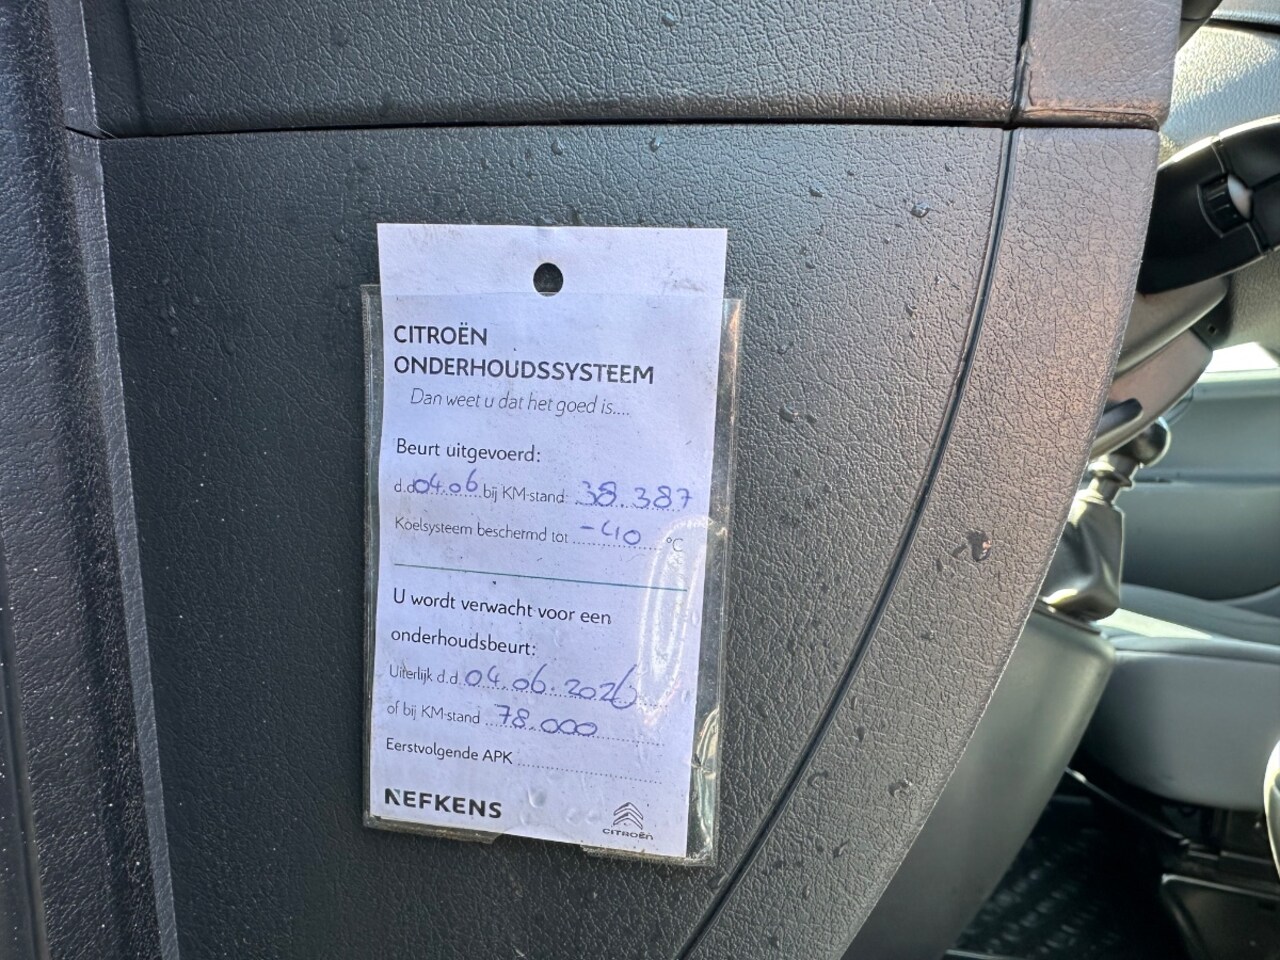 CITROËN
ONDERHOUDSSYSTEEM
Dan weet u dat het goed is....
Beurt uitgevoerd:
d.d 04.06 bij KM-stand: 38.387
Koelsysteem beschermd tot -40 °C
U wordt verwacht voor een
onderhoudsbeurt:
Uiterlijk d.d. 04.06.2026
of bij KM-stand 78.000
Eerstvolgende APK
NEFKENS
CITROËN